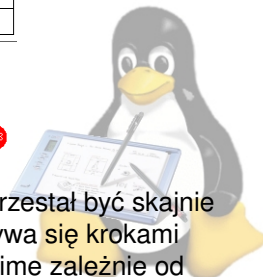 rzestał być skajnie
ywa się krokami
ime zależnie od